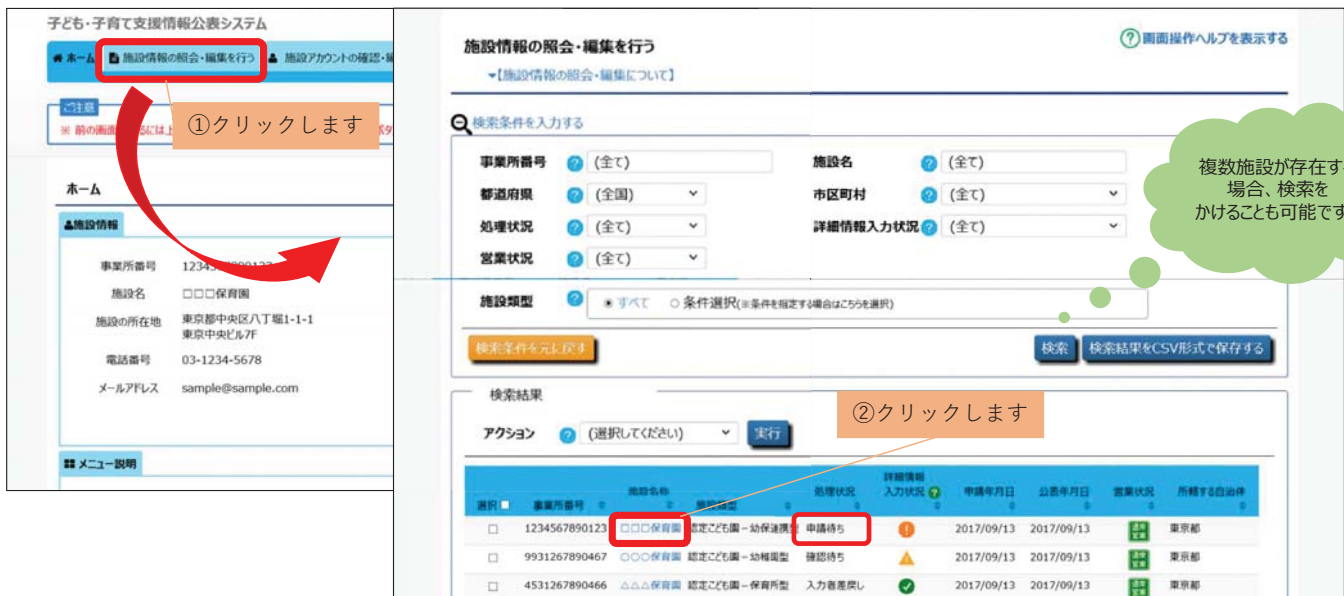 子ども・子育て支援情報公表システム
ホーム
施設情報の照会・編集を行う
施設アカウントの確認・編
ご注意
※ 前の画面
るには上
①クリックします
ホーム
施設情報
事業所番号
施設名 □□□保育園
施設の所在地 東京都中央区八丁堀1-1-1
東京中央ビル7F
電話番号 03-1234-5678
メールアドレス sample@sample.com
メニュー説明
施設情報の照会・編集を行う
?画面操作ヘルプを表示する
▼【施設情報の照会・編集について】
検索条件を入力する
事業所番号 ? (全て) 施設名 ? (全て)
都道府県 ? (全国) 市区町村 ? (全て)
処理状況 ? (全て) 詳細情報入力状況 ? (全て)
営業状況 ? (全て)
施設類型 ? すべて 条件選択(※条件を指定する場合はこちらを選択)
複数施設が存在す
場合、検索を
かけることも可能です
検索条件を元に戻す 検索 検索結果をCSV形式で保存する
検索結果
アクション ? (選択してください) 実行
②クリックします
選択 事業所番号 施設名称 施設類型 処理状況 詳細情報入力状況 ? 申請年月日 公表年月日 営業状況 所轄する自治体
1234567890123 □□□保育園 認定こども園－幼保連携型 申請待ち ! 2017/09/13 2017/09/13 通常営業 東京都
9931267890467 ○○○保育園 認定こども園－幼稚園型 確認待ち 2017/09/13 2017/09/13 通常営業 東京都
4531267890466 △△△保育園 認定こども園－保育所型 入力者差戻し 2017/09/13 2017/09/13 通常営業 東京都